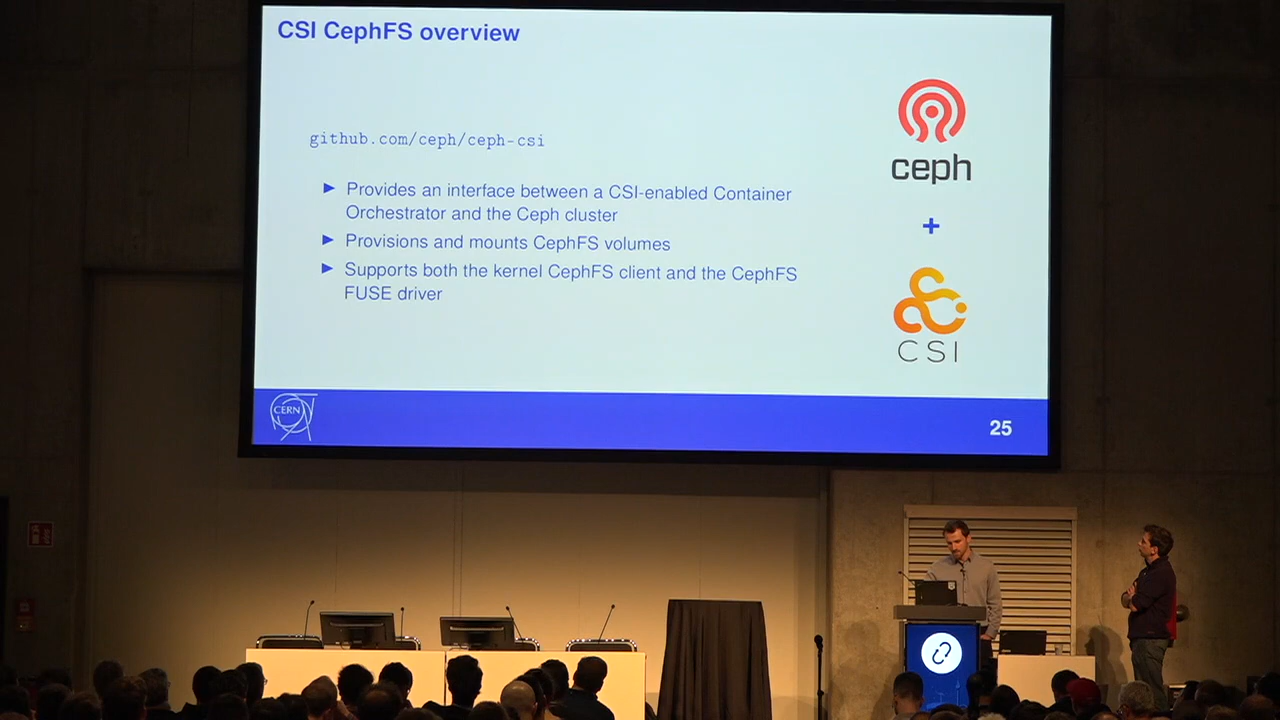 CSI CephFS overview
github.com/ceph/ceph-csi
► Provides an interface between a CSI-enabled Container
Orchestrator and the Ceph cluster
► Provisions and mounts CephFS volumes
► Supports both the kernel CephFS client and the CephFS
FUSE driver
ceph
+
CSI
CERN
25